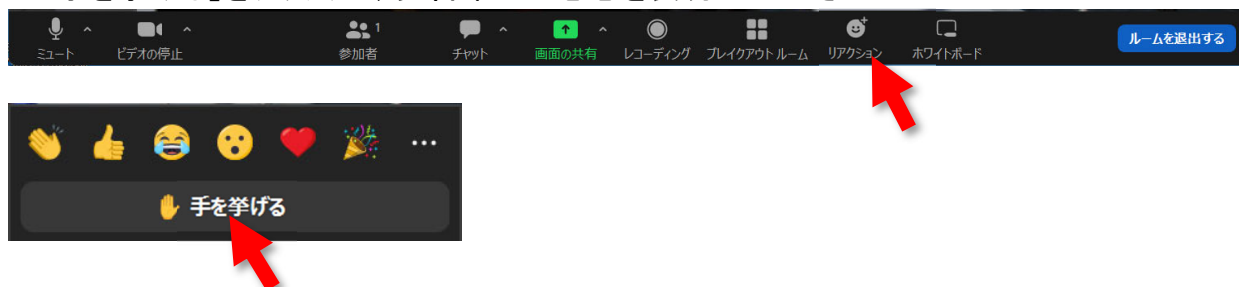 1
ミュート ビデオの停止 参加者 チャット 画面の共有 レコーディング ブレイクアウト ルーム リアクション ホワイトボード ルームを退出する
手を挙げる